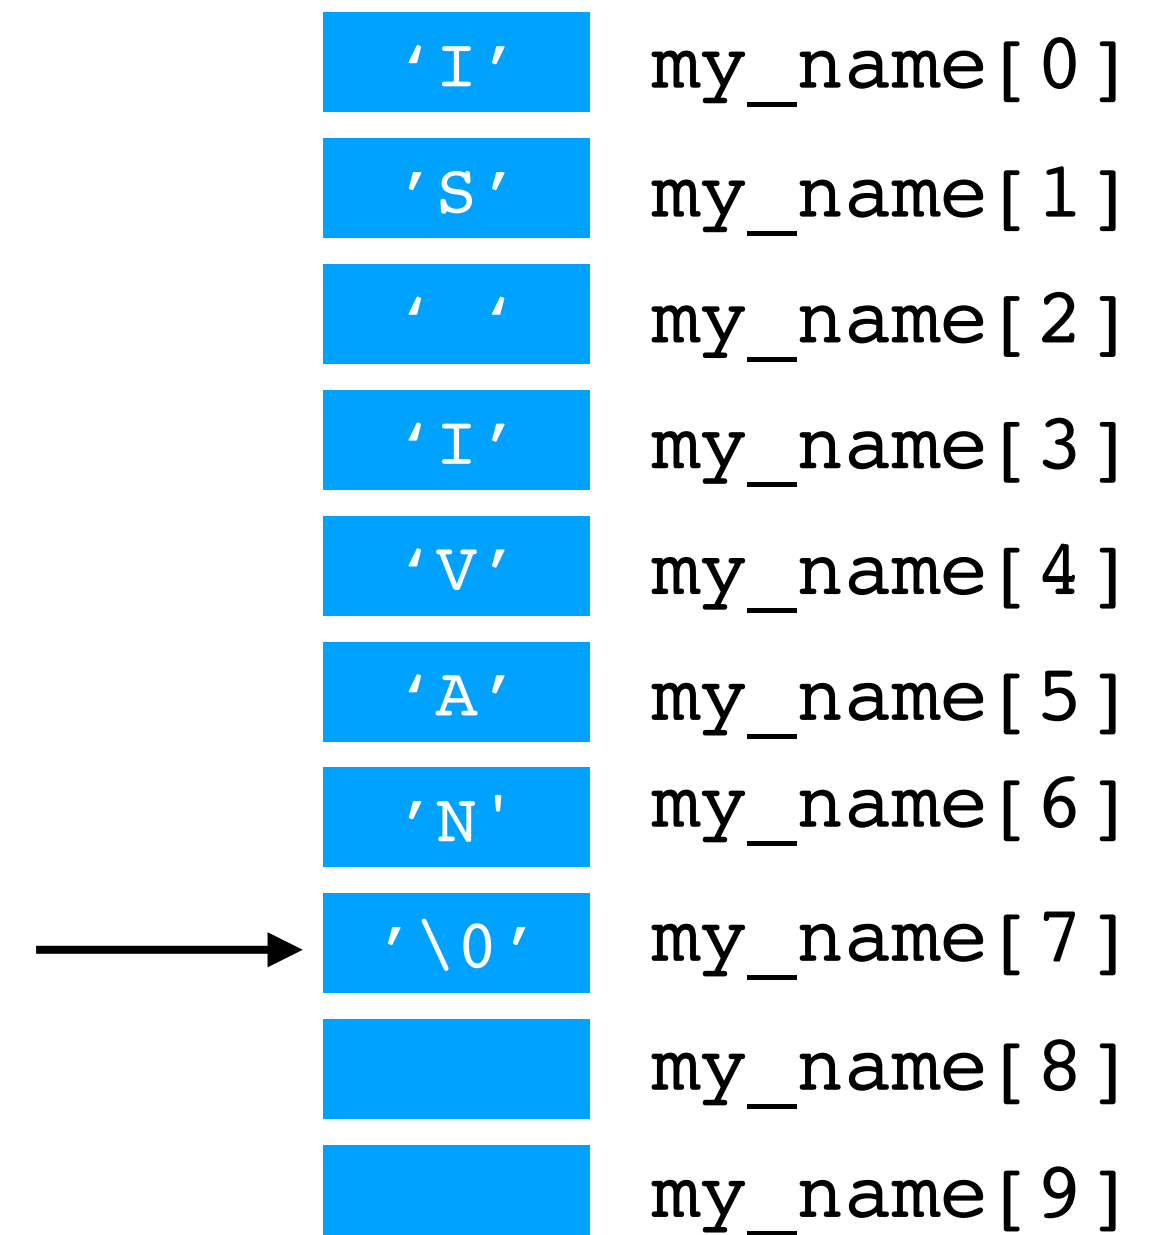 ‘I’ my_name[0]
’S’ my_name[1]
‘ ‘ my_name[2]
‘I’ my_name[3]
‘V’ my_name[4]
‘A’ my_name[5]
’N' my_name[6]
’\0’ my_name[7]
my_name[8]
my_name[9]